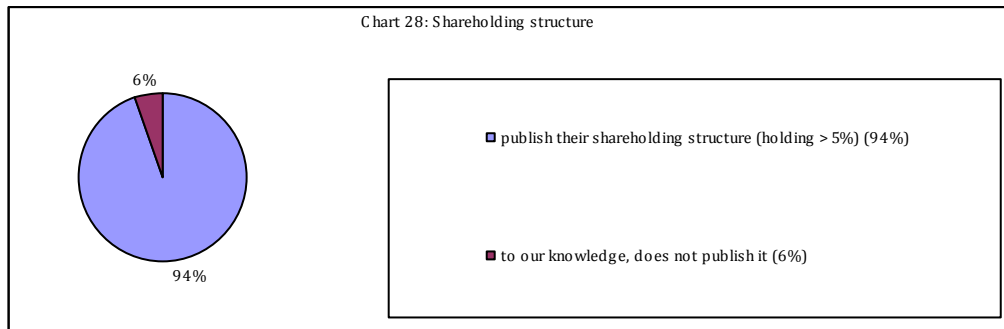 Chart 28: Shareholding structure
6%
94%
publish their shareholding structure (holding > 5%) (94%)
to our knowledge, does not publish it (6%)